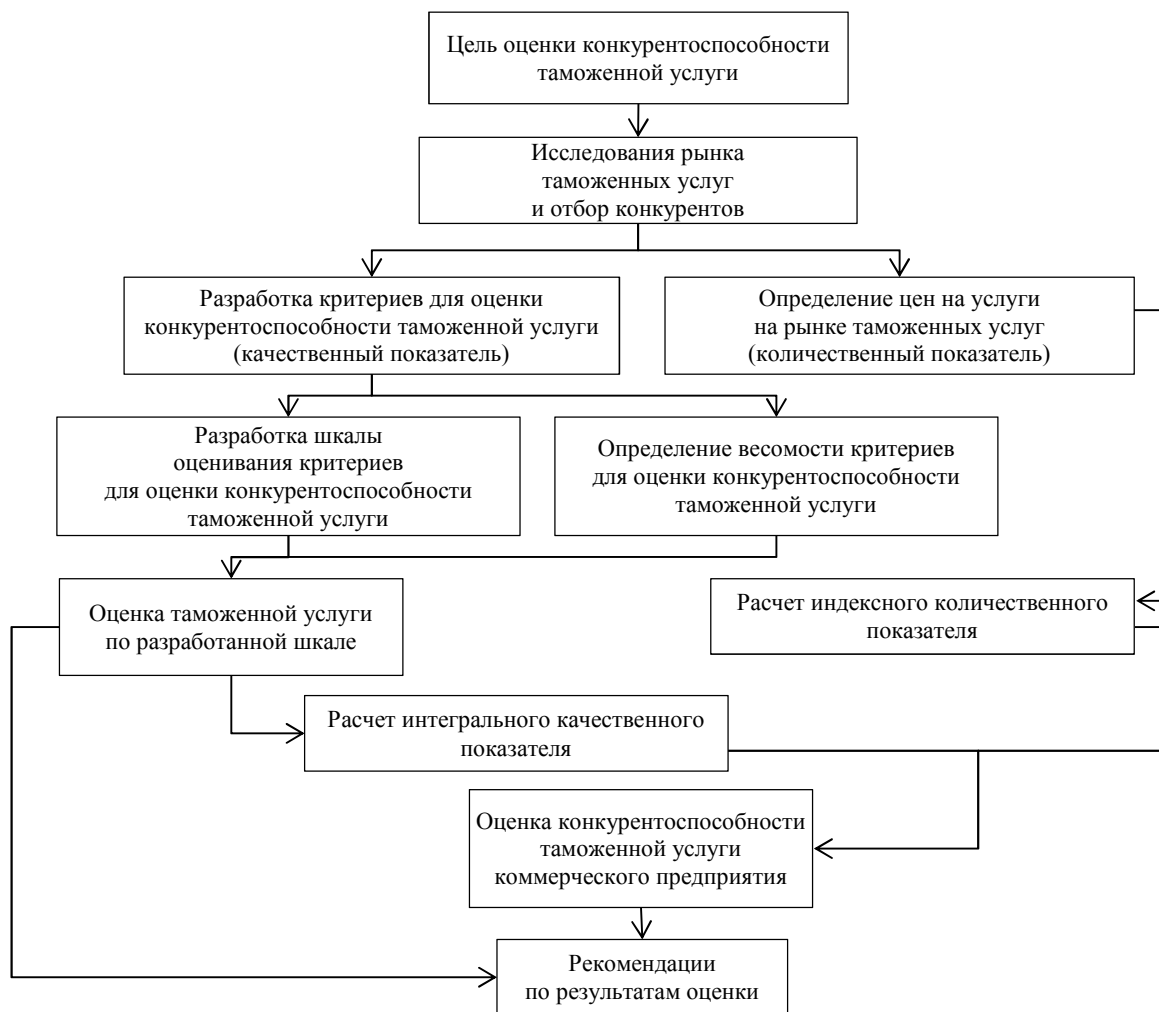 Цель оценки конкурентоспособности
таможенной услуги
Исследования рынка
таможенных услуг
и отбор конкурентов
Разработка критериев для оценки
конкурентоспособности таможенной услуги
(качественный показатель)
Определение цен на услуги
на рынке таможенных услуг
(количественный показатель)
Разработка шкалы
оценивания критериев
для оценки конкурентоспособности
таможенной услуги
Определение весомости критериев
для оценки конкурентоспособности
таможенной услуги
Оценка таможенной услуги
по разработанной шкале
Расчет индексного количественного
показателя
Расчет интегрального качественного
показателя
Оценка конкурентоспособности
таможенной услуги
коммерческого предприятия
Рекомендации
по результатам оценки